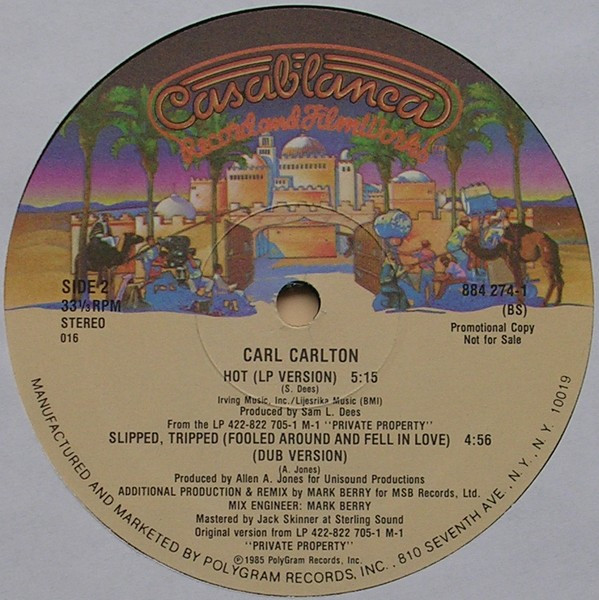 Casablanca
Record and FilmWorks
SIDE 2
33⅓ RPM
STEREO
016
884 274-1
(BS)
Promotional Copy
Not for Sale
CARL CARLTON
HOT (LP VERSION) 5:15
(S. Dees)
Irving Music, Inc./Lijesrika Music (BMI)
Produced by Sam L. Dees
From the LP 422-822 705-1 M-1 "PRIVATE PROPERTY"
SLIPPED, TRIPPED (FOOLED AROUND AND FELL IN LOVE) 4:56
(DUB VERSION)
(A. Jones)
Produced by Allen A. Jones for Unisound Productions
ADDITIONAL PRODUCTION & REMIX by MARK BERRY for MSB Records, Ltd.
MIX ENGINEER: MARK BERRY
Mastered by Jack Skinner at Sterling Sound
Original version from LP 422-822 705-1 M-1
"PRIVATE PROPERTY"
℗1985 PolyGram Records, Inc.
MANUFACTURED AND MARKETED BY POLYGRAM RECORDS, INC., 810 SEVENTH AVE., N.Y., N.Y. 10019